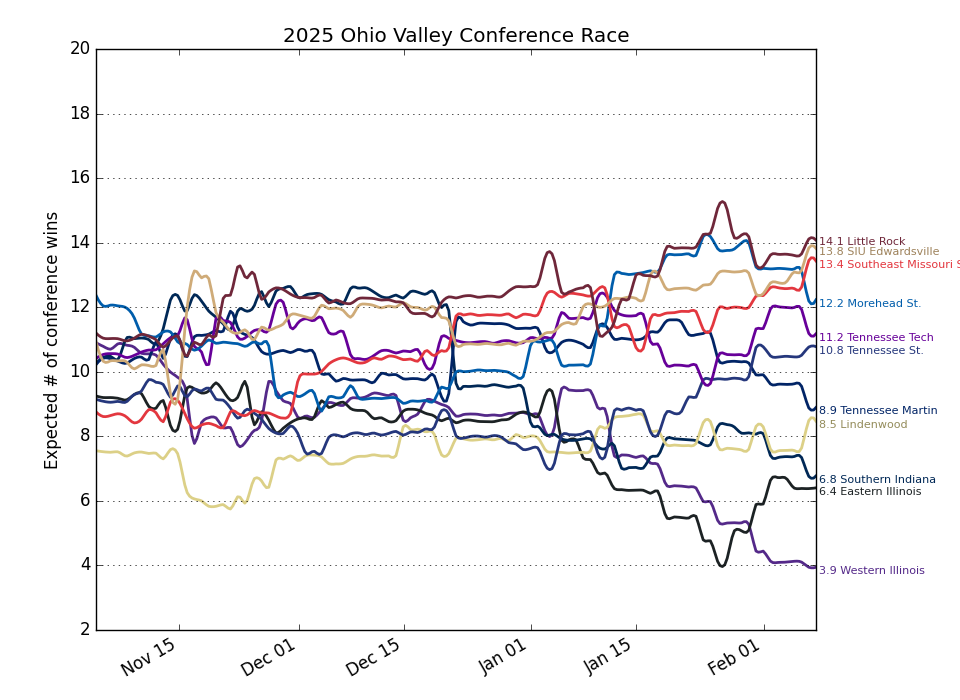 2025 Ohio Valley Conference Race
Expected # of conference wins
20
18
16
14
12
10
8
6
4
2
14.1 Little Rock
13.8 SIU Edwardsville
13.4 Southeast Missouri S
12.2 Morehead St.
11.2 Tennessee Tech
10.8 Tennessee St.
8.9 Tennessee Martin
8.5 Lindenwood
6.8 Southern Indiana
6.4 Eastern Illinois
3.9 Western Illinois
Nov 15
Dec 01
Dec 15
Jan 01
Jan 15
Feb 01